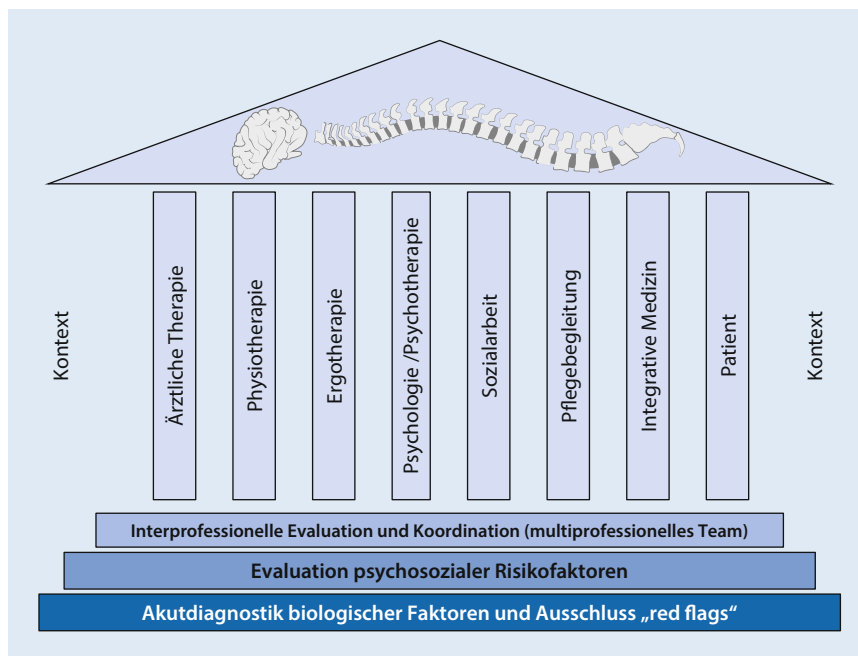 Kontext
Ärztliche Therapie
Physiotherapie
Ergotherapie
Psychologie /Psychotherapie
Sozialarbeit
Pflegebegleitung
Integrative Medizin
Patient
Kontext
Interprofessionelle Evaluation und Koordination (multiprofessionelles Team)
Evaluation psychosozialer Risikofaktoren
Akutdiagnostik biologischer Faktoren und Ausschluss „red flags“